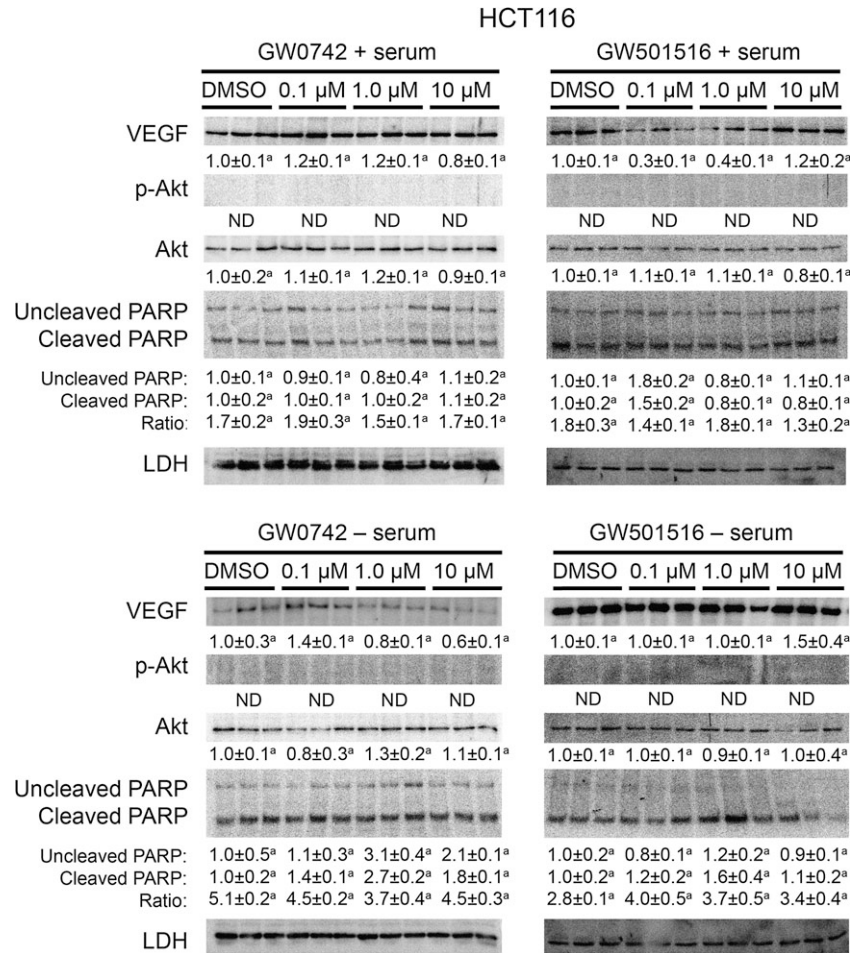 HCT116
GW0742 + serum
DMSO 0.1 µM 1.0 µM 10 µM
VEGF
1.0±0.1ᵃ 1.2±0.1ᵃ 1.2±0.1ᵃ 0.8±0.1ᵃ
p-Akt
ND ND ND ND
Akt
1.0±0.2ᵃ 1.1±0.1ᵃ 1.2±0.1ᵃ 0.9±0.1ᵃ
Uncleaved PARP
Cleaved PARP
Uncleaved PARP: 1.0±0.1ᵃ 0.9±0.1ᵃ 0.8±0.4ᵃ 1.1±0.2ᵃ
Cleaved PARP: 1.0±0.2ᵃ 1.0±0.1ᵃ 1.0±0.2ᵃ 1.1±0.2ᵃ
Ratio: 1.7±0.2ᵃ 1.9±0.3ᵃ 1.5±0.1ᵃ 1.7±0.1ᵃ
LDH
GW501516 + serum
DMSO 0.1 µM 1.0 µM 10 µM
1.0±0.1ᵃ 0.3±0.1ᵃ 0.4±0.1ᵃ 1.2±0.2ᵃ
ND ND ND ND
1.0±0.1ᵃ 1.1±0.1ᵃ 1.1±0.1ᵃ 0.8±0.1ᵃ
1.0±0.1ᵃ 1.8±0.2ᵃ 0.8±0.1ᵃ 1.1±0.1ᵃ
1.0±0.2ᵃ 1.5±0.2ᵃ 0.8±0.1ᵃ 0.8±0.1ᵃ
1.8±0.3ᵃ 1.4±0.1ᵃ 1.8±0.1ᵃ 1.3±0.2ᵃ
GW0742 – serum
DMSO 0.1 µM 1.0 µM 10 µM
VEGF
1.0±0.3ᵃ 1.4±0.1ᵃ 0.8±0.1ᵃ 0.6±0.1ᵃ
p-Akt
ND ND ND ND
Akt
1.0±0.1ᵃ 0.8±0.3ᵃ 1.3±0.2ᵃ 1.1±0.1ᵃ
Uncleaved PARP
Cleaved PARP
Uncleaved PARP: 1.0±0.5ᵃ 1.1±0.3ᵃ 3.1±0.4ᵃ 2.1±0.1ᵃ
Cleaved PARP: 1.0±0.2ᵃ 1.4±0.1ᵃ 2.7±0.2ᵃ 1.8±0.1ᵃ
Ratio: 5.1±0.2ᵃ 4.5±0.2ᵃ 3.7±0.4ᵃ 4.5±0.3ᵃ
LDH
GW501516 – serum
DMSO 0.1 µM 1.0 µM 10 µM
1.0±0.1ᵃ 1.0±0.1ᵃ 1.0±0.1ᵃ 1.5±0.4ᵃ
ND ND ND ND
1.0±0.1ᵃ 1.0±0.1ᵃ 0.9±0.1ᵃ 1.0±0.4ᵃ
1.0±0.2ᵃ 0.8±0.1ᵃ 1.2±0.2ᵃ 0.9±0.1ᵃ
1.0±0.2ᵃ 1.2±0.2ᵃ 1.6±0.4ᵃ 1.1±0.2ᵃ
2.8±0.1ᵃ 4.0±0.5ᵃ 3.7±0.5ᵃ 3.4±0.4ᵃ